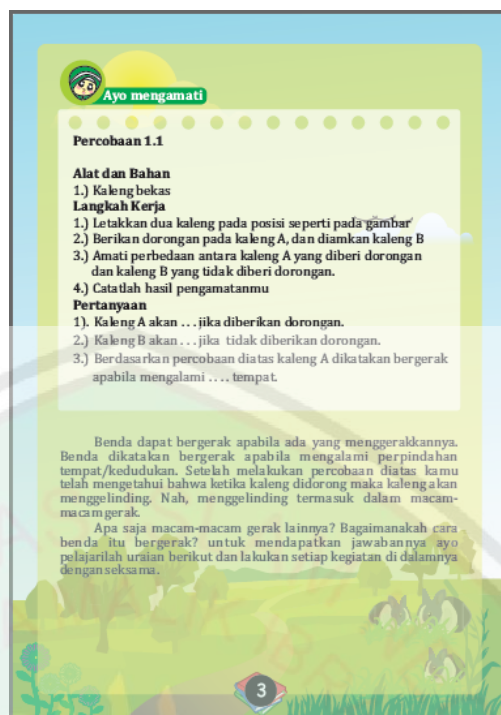 Ayo mengamati
Percobaan 1.1
Alat dan Bahan
1.) Kaleng bekas
Langkah Kerja
1.) Letakkan dua kaleng pada posisi seperti pada gambar
2.) Berikan dorongan pada kaleng A, dan diamkan kaleng B
3.) Amati perbedaan antara kaleng A yang diberi dorongan
dan kaleng B yang tidak diberi dorongan.
4.) Catatlah hasil pengamatanmu
Pertanyaan
1). Kaleng A akan . . . jika diberikan dorongan.
2.) Kaleng B akan . . . jika tidak diberikan dorongan.
3.) Berdasarkan percobaan diatas kaleng A dikatakan bergerak
apabila mengalami . . . . tempat.
Benda dapat bergerak apabila ada yang menggerakkannya.
Benda dikatakan bergerak apabila mengalami perpindahan
tempat/kedudukan. Setelah melakukan percobaan diatas kamu
telah mengetahui bahwa ketika kaleng didorong maka kaleng akan
menggelinding. Nah, menggelinding termasuk dalam macam-
macam gerak.
Apa saja macam-macam gerak lainnya? Bagaimanakah cara
benda itu bergerak? untuk mendapatkan jawabannya ayo
pelajarilah uraian berikut dan lakukan setiap kegiatan di dalamnya
dengan seksama.
3